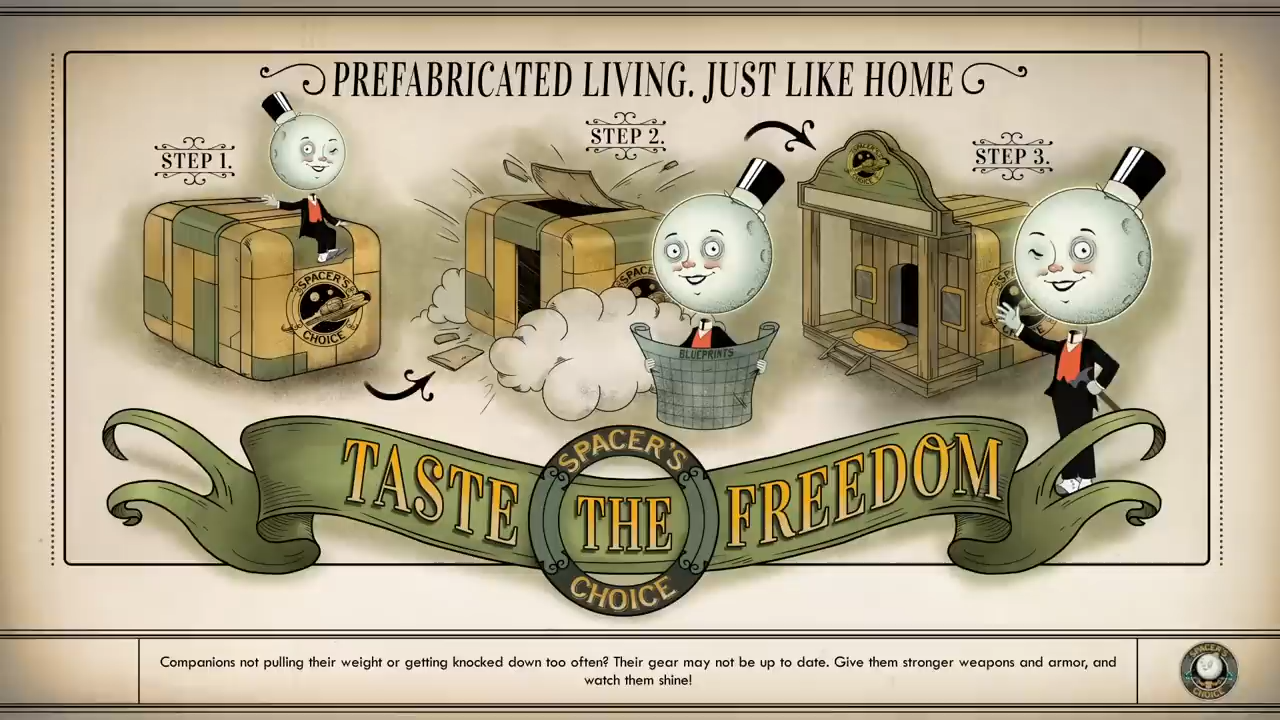 PREFABRICATED LIVING. JUST LIKE HOME
STEP 1.
STEP 2.
STEP 3.
SPACER'S
CHOICE
SPACER'S
CHOICE
BLUEPRINTS
TASTE THE FREEDOM
SPACER'S
CHOICE
Companions not pulling their weight or getting knocked down too often? Their gear may not be up to date. Give them stronger weapons and armor, and
watch them shine!
SPACER'S
CHOICE